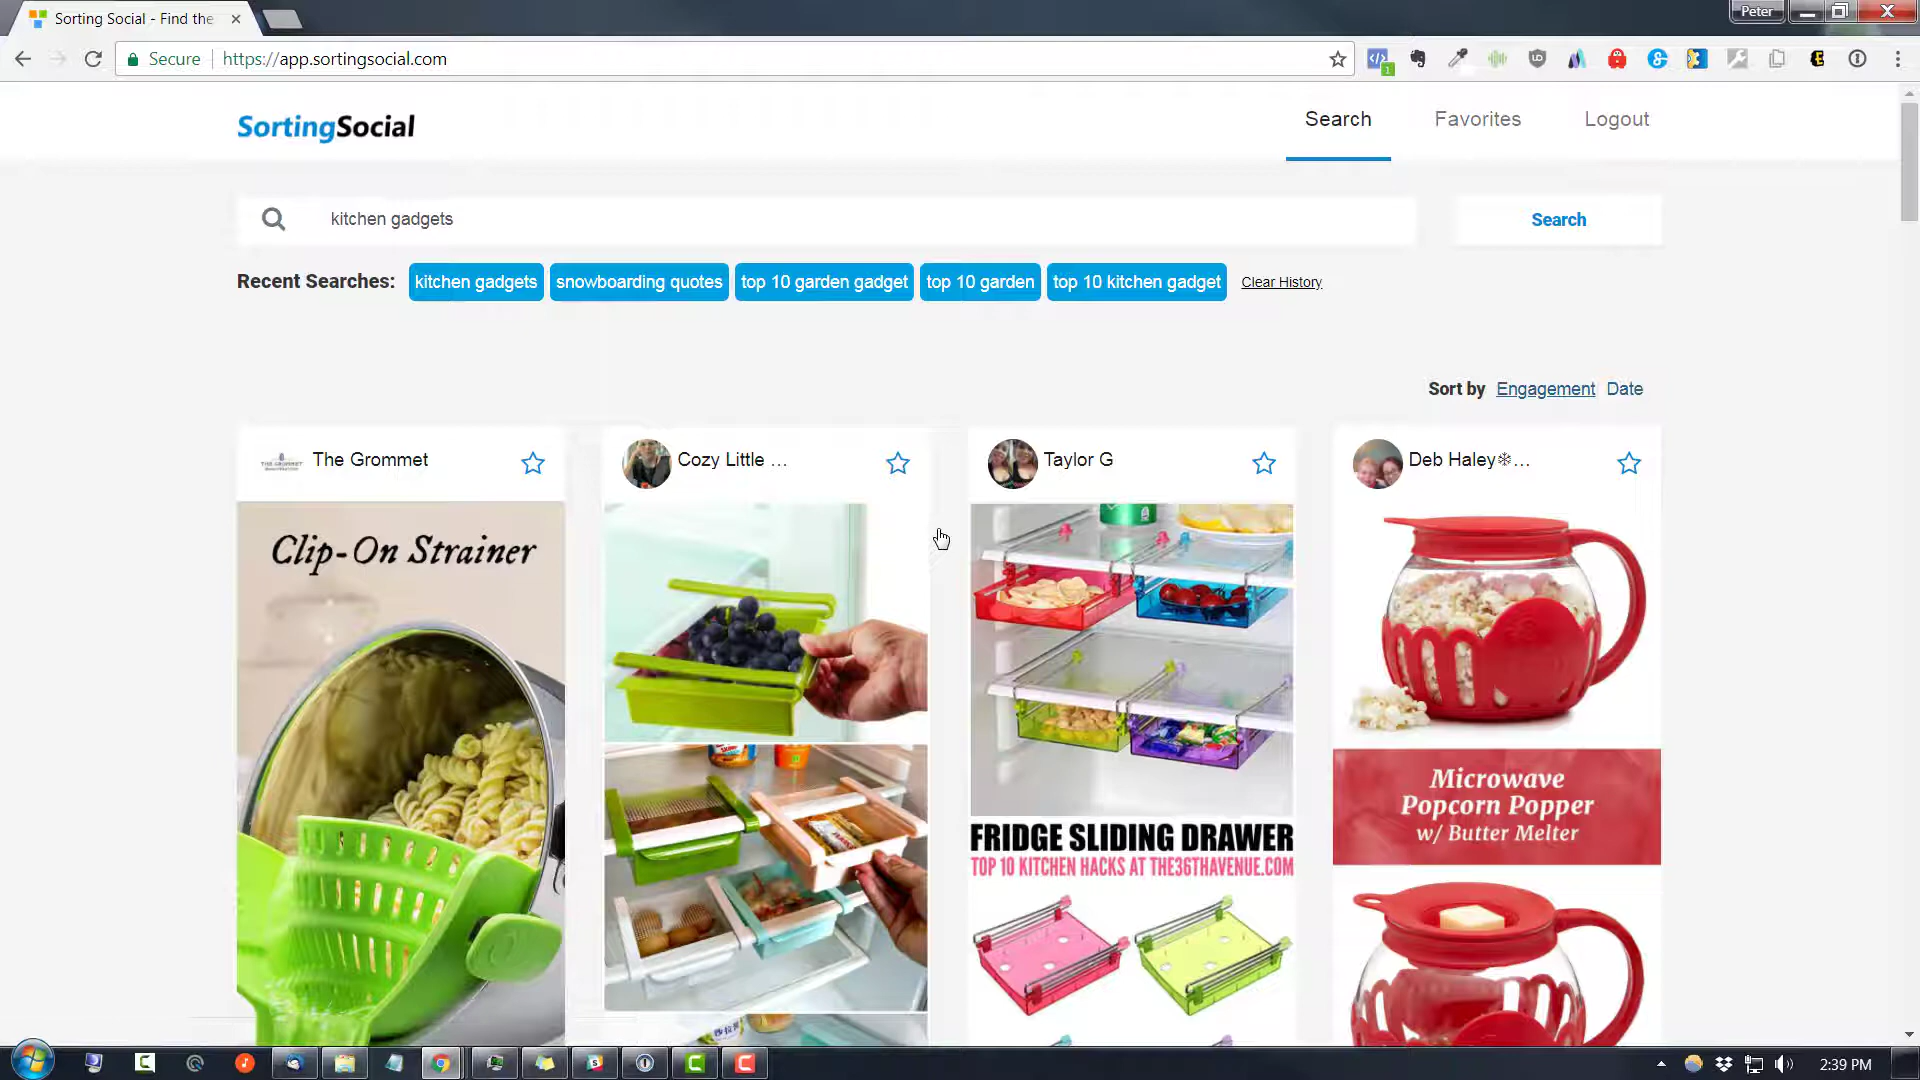 Sorting Social - Find the
Peter
Secure
https://app.sortingsocial.com
1
SortingSocial
Search
Favorites
Logout
kitchen gadgets
Search
Recent Searches:
kitchen gadgets
snowboarding quotes
top 10 garden gadget
top 10 garden
top 10 kitchen gadget
Clear History
Sort by
Engagement
Date
THE GROMMET
The Grommet
Cozy Little ...
Taylor G
Deb Haley❄...
Clip-On Strainer
FRIDGE SLIDING DRAWER
TOP 10 KITCHEN HACKS AT THE36THAVENUE.COM
Microwave
Popcorn Popper
w/ Butter Melter
2:39 PM